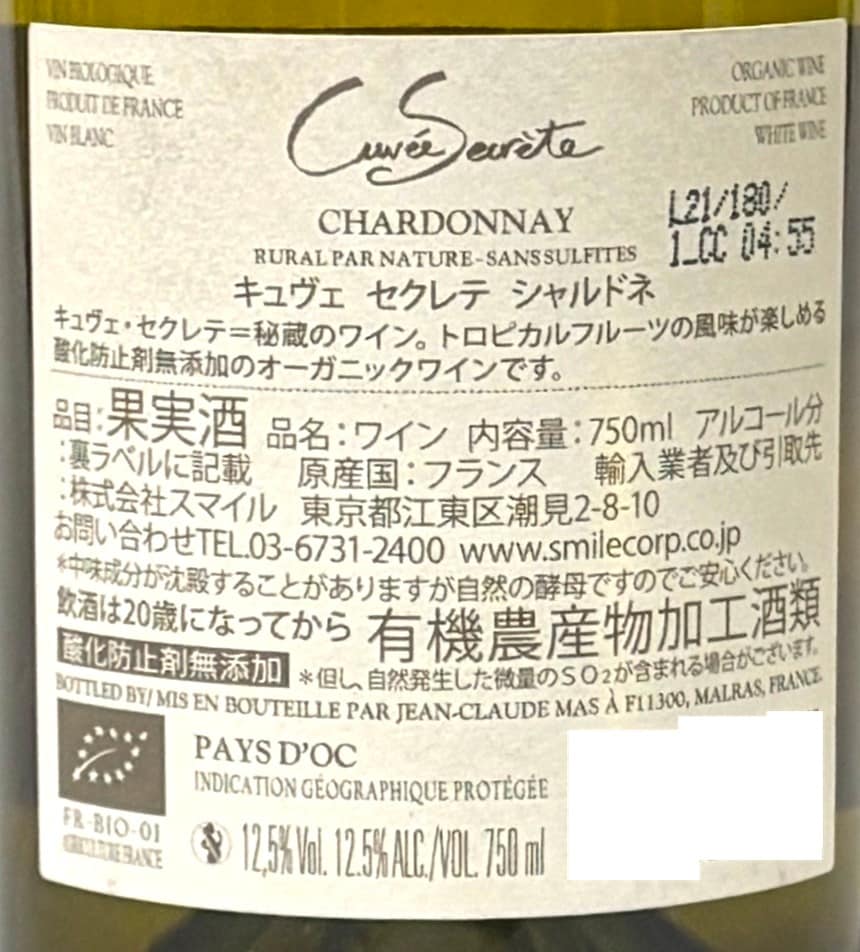 VIN BIOLOGIQUE
PRODUIT DE FRANCE
VIN BLANC
ORGANIC WINE
PRODUCT OF FRANCE
WHITE WINE
Cuvée Secrète
L21/180/
1_CC 04:55
CHARDONNAY
RURAL PAR NATURE-SANS SULFITES
キュヴェ セクレテ シャルドネ
キュヴェ・セクレテ=秘蔵のワイン。トロピカルフルーツの風味が楽しめる
酸化防止剤無添加のオーガニックワインです。
品目:果実酒 品名:ワイン 内容量:750ml アルコール分
:裏ラベルに記載 原産国:フランス 輸入業者及び引取先
:株式会社スマイル 東京都江東区潮見2-8-10
お問い合わせTEL.03-6731-2400 www.smilecorp.co.jp
*中味成分が沈殿することがありますが自然の酵母ですのでご安心ください。
飲酒は20歳になってから 有機農産物加工酒類
酸化防止剤無添加 *但し、自然発生した微量のSO2が含まれる場合がございます。
BOTTLED BY/ MIS EN BOUTEILLE PAR JEAN-CLAUDE MAS À F11300, MALRAS, FRANCE.
PAYS D'OC
INDICATION GÉOGRAPHIQUE PROTÉGÉE
FR-BIO-01
AGRICULTURE FRANCE
12,5% Vol. 12.5% ALC./VOL. 750 ml